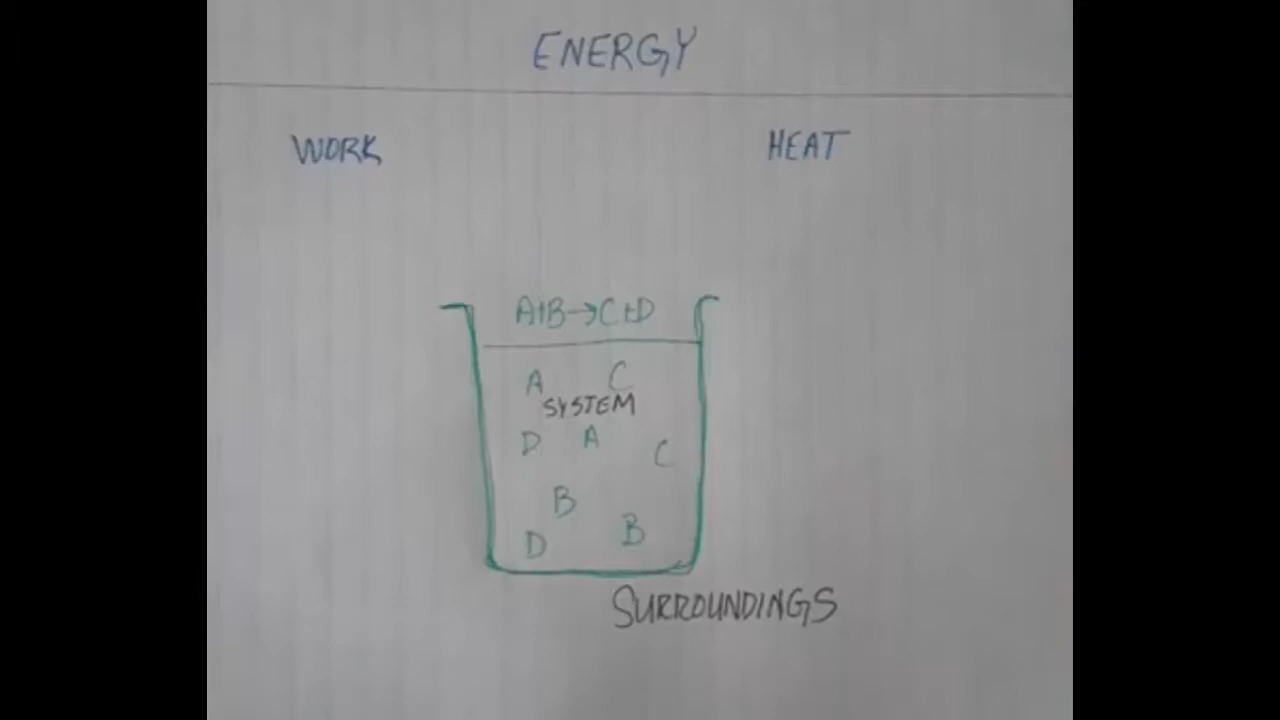 ENERGY
WORK
HEAT
A+B→C+D
A C
SYSTEM
D A C
B
B
D
SURROUNDINGS